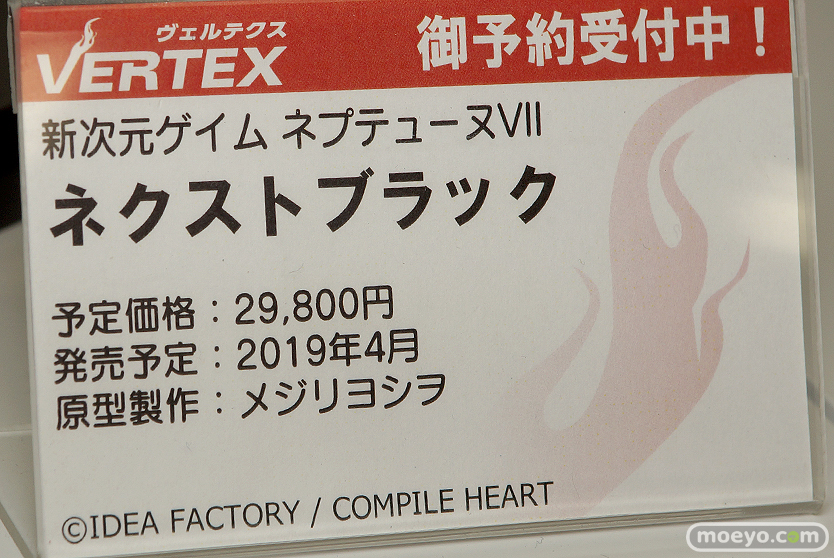 ヴェルテクス
VERTEX
御予約受付中！
新次元ゲイム ネプテューヌVII
ネクストブラック
予定価格：29,800円
発売予定：2019年4月
原型製作：メジリヨシヲ
©IDEA FACTORY / COMPILE HEART
moeyo.com